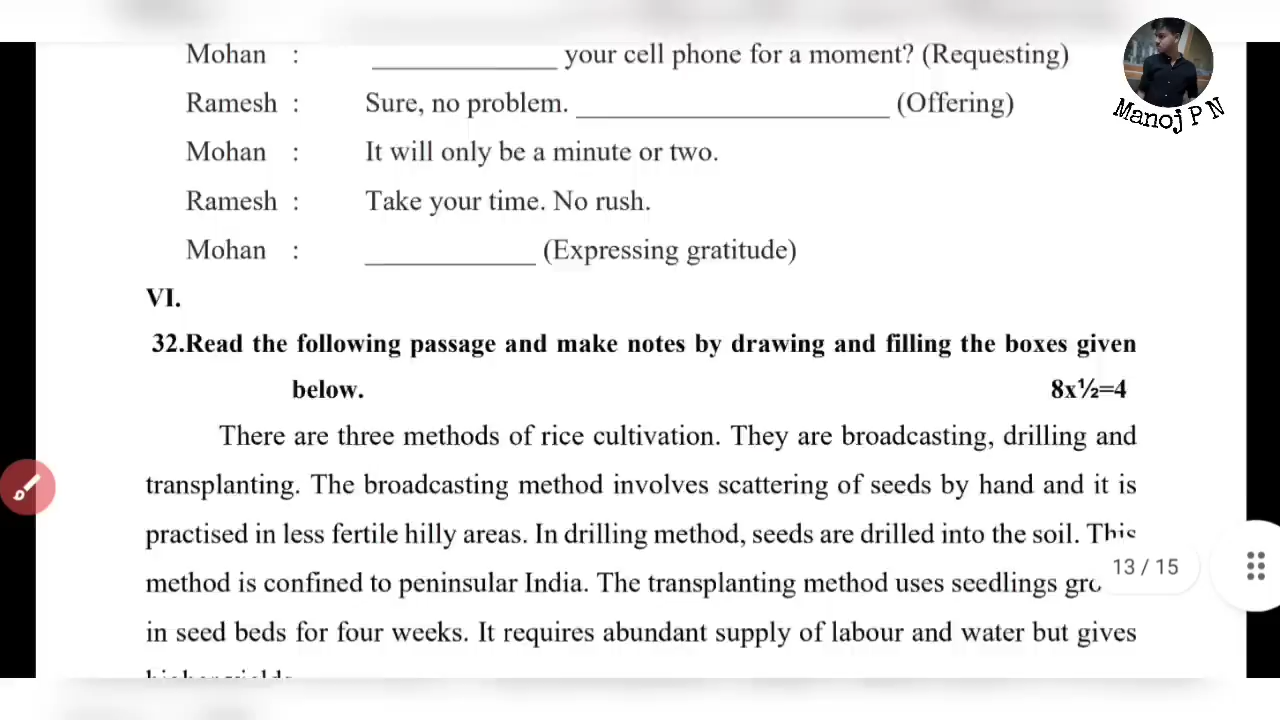 Mohan : _____________ your cell phone for a moment? (Requesting)
Ramesh : Sure, no problem. ______________________ (Offering)
Mohan : It will only be a minute or two.
Ramesh : Take your time. No rush.
Mohan : ____________ (Expressing gratitude)
VI.
32.Read the following passage and make notes by drawing and filling the boxes given
below. 8x½=4
There are three methods of rice cultivation. They are broadcasting, drilling and
transplanting. The broadcasting method involves scattering of seeds by hand and it is
practised in less fertile hilly areas. In drilling method, seeds are drilled into the soil. This
method is confined to peninsular India. The transplanting method uses seedlings
in seed beds for four weeks. It requires abundant supply of labour and water but gives
Manoj P N
13 / 15